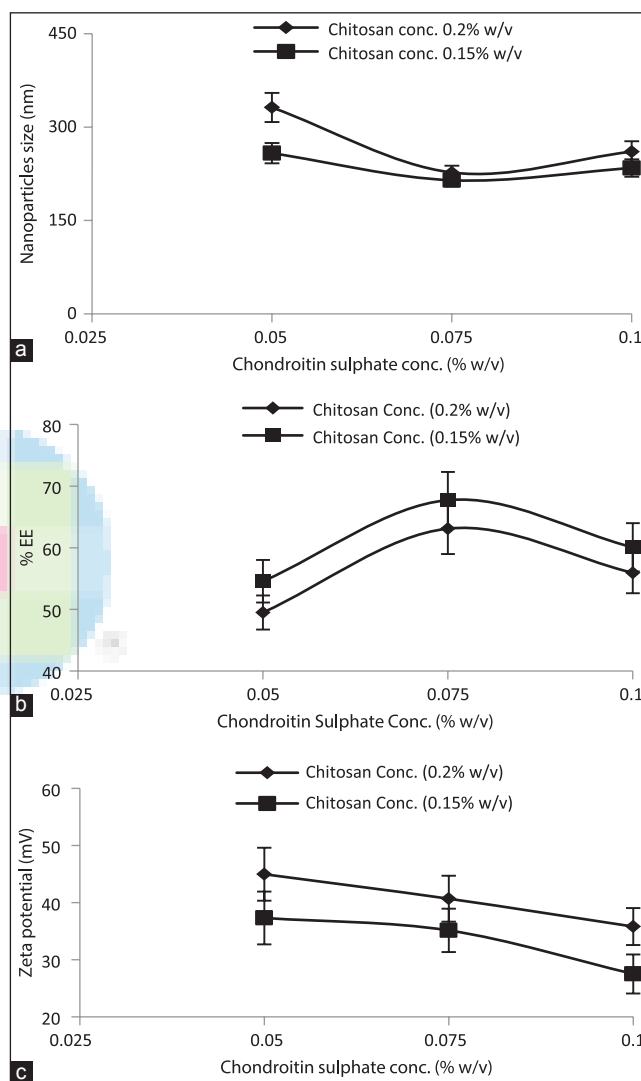 Chitosan conc. 0.2% w/v
Chitosan conc. 0.15% w/v
450
300
150
0
Nanoparticles size (nm)
0.025 0.05 0.075 0.1
Chondroitin sulphate conc. (% w/v)
a
Chitosan Conc. (0.2% w/v)
Chitosan Conc. (0.15% w/v)
80
70
60
50
40
% EE
0.025 0.05 0.075 0.1
Chondroitin Sulphate Conc. (% w/v)
b
Chitosan Conc. (0.2% w/v)
Chitosan Conc. (0.15% w/v)
60
50
40
30
20
Zeta potential (mV)
0.025 0.05 0.075 0.1
Chondroitin sulphate conc. (% w/v)
c